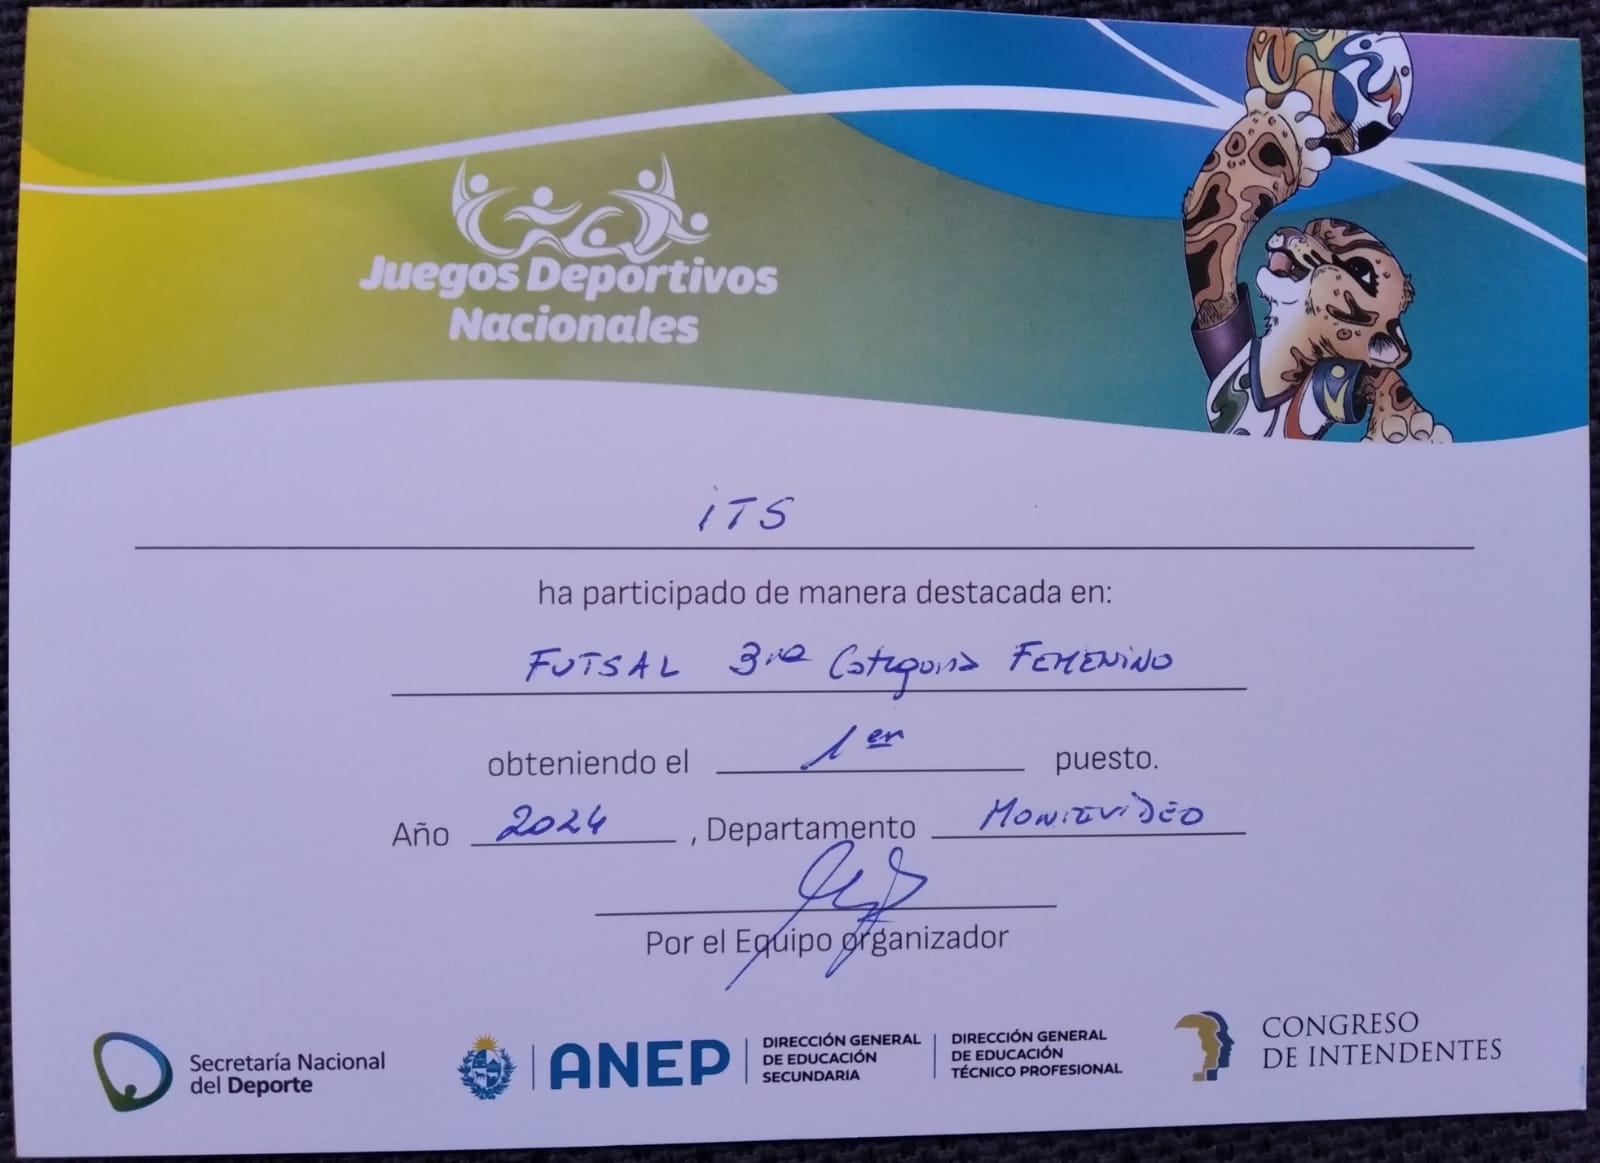 Juegos Deportivos
Nacionales
iTS
ha participado de manera destacada en:
FUTSAL 3ra Categoria FEMENINO
obteniendo el 1er puesto.
Año 2024, Departamento MONTEVIDEO
Por el Equipo organizador
Secretaría Nacional
del Deporte
ANEP
DIRECCIÓN GENERAL
DE EDUCACIÓN
SECUNDARIA
DIRECCIÓN GENERAL
DE EDUCACIÓN
TÉCNICO PROFESIONAL
CONGRESO
DE INTENDENTES